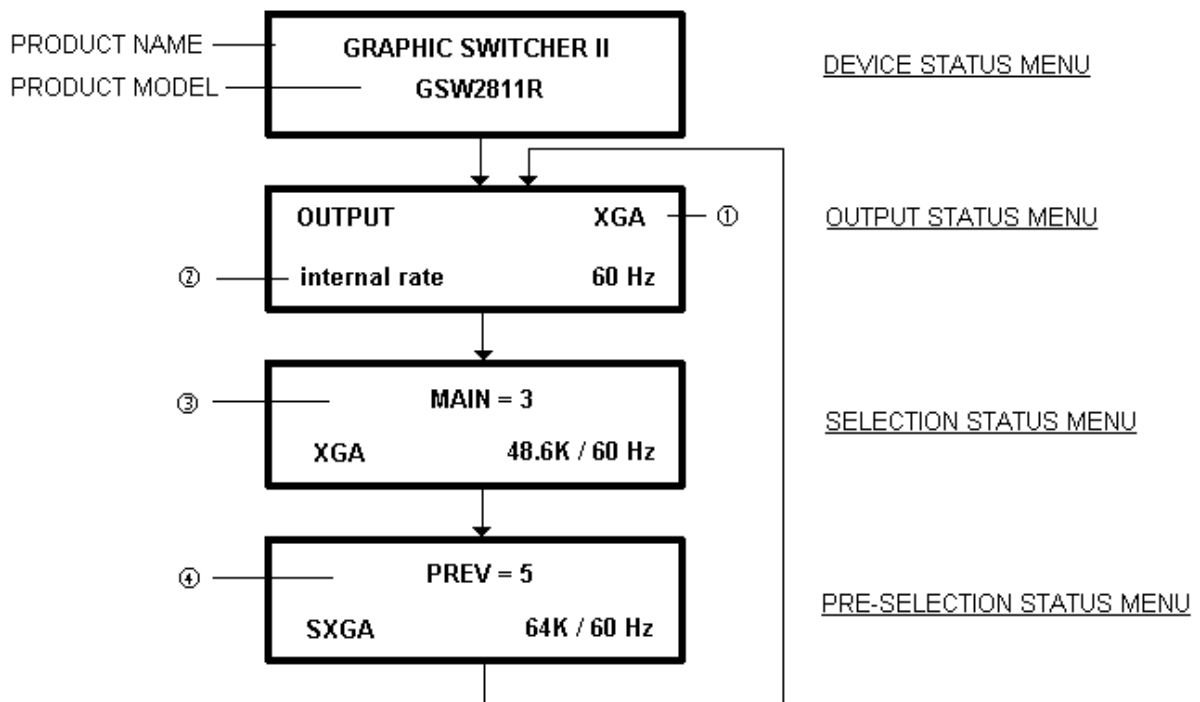 PRODUCT NAME GRAPHIC SWITCHER II
PRODUCT MODEL GSW2811R
DEVICE STATUS MENU
OUTPUT XGA ①
OUTPUT STATUS MENU
② internal rate 60 Hz
③ MAIN = 3
SELECTION STATUS MENU
XGA 48.6K / 60 Hz
④ PREV = 5
PRE-SELECTION STATUS MENU
SXGA 64K / 60 Hz